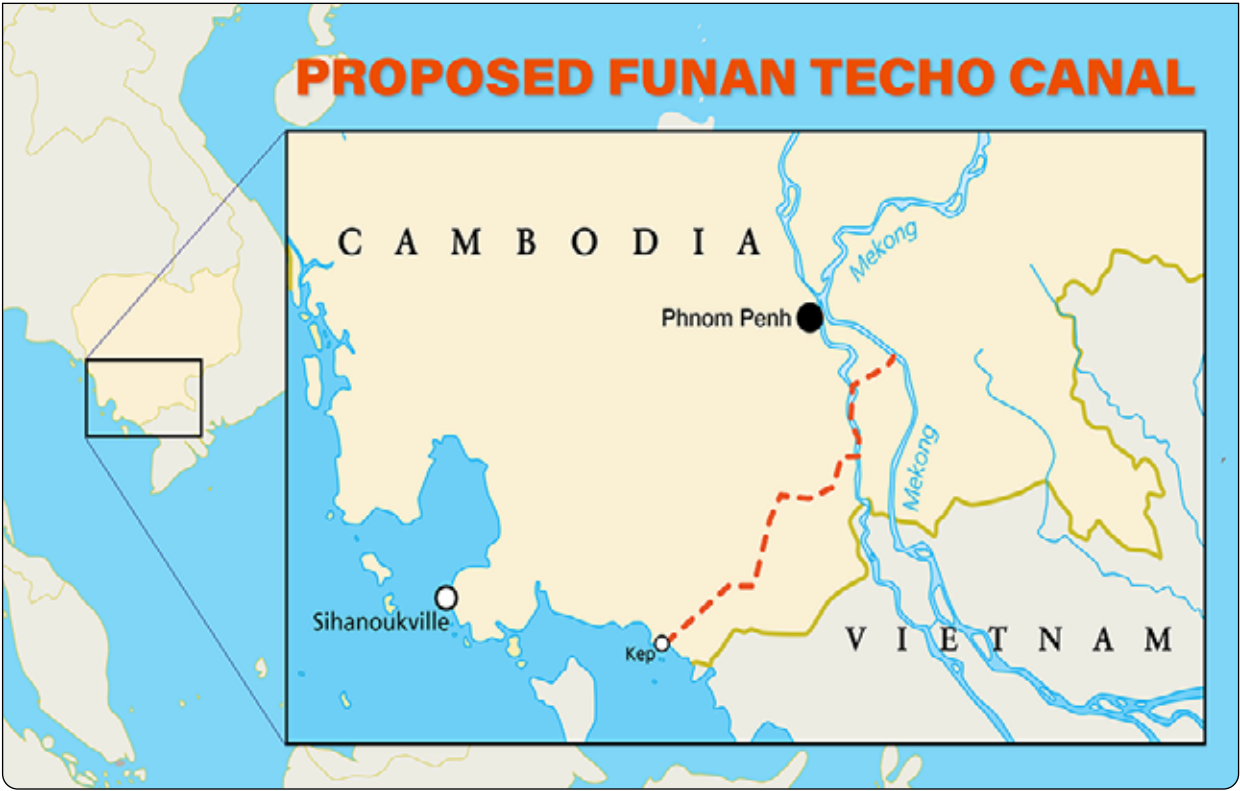 PROPOSED FUNAN TECHO CANAL
CAMBODIA
Mekong
Phnom Penh
Mekong
Sihanoukville
Kep
VIETNAM